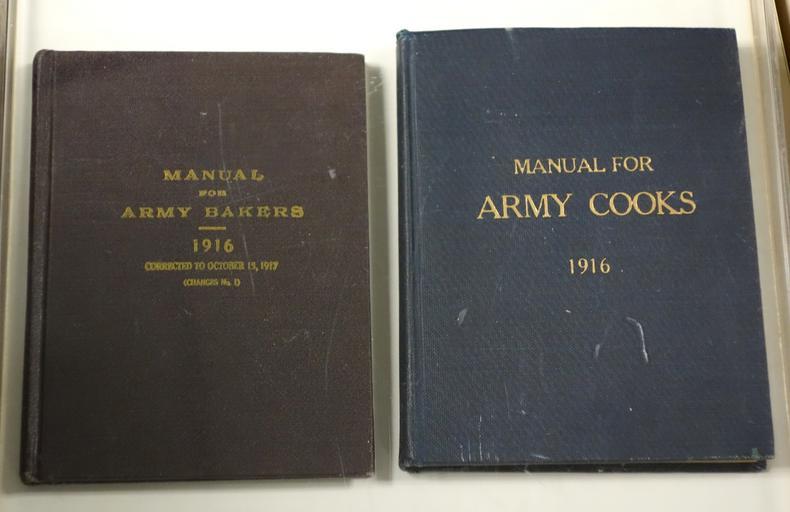 MANUAL
FOR
ARMY BAKERS
1916
CORRECTED TO OCTOBER 15, 1917
(CHANGES No. 1)
MANUAL FOR
ARMY COOKS
1916